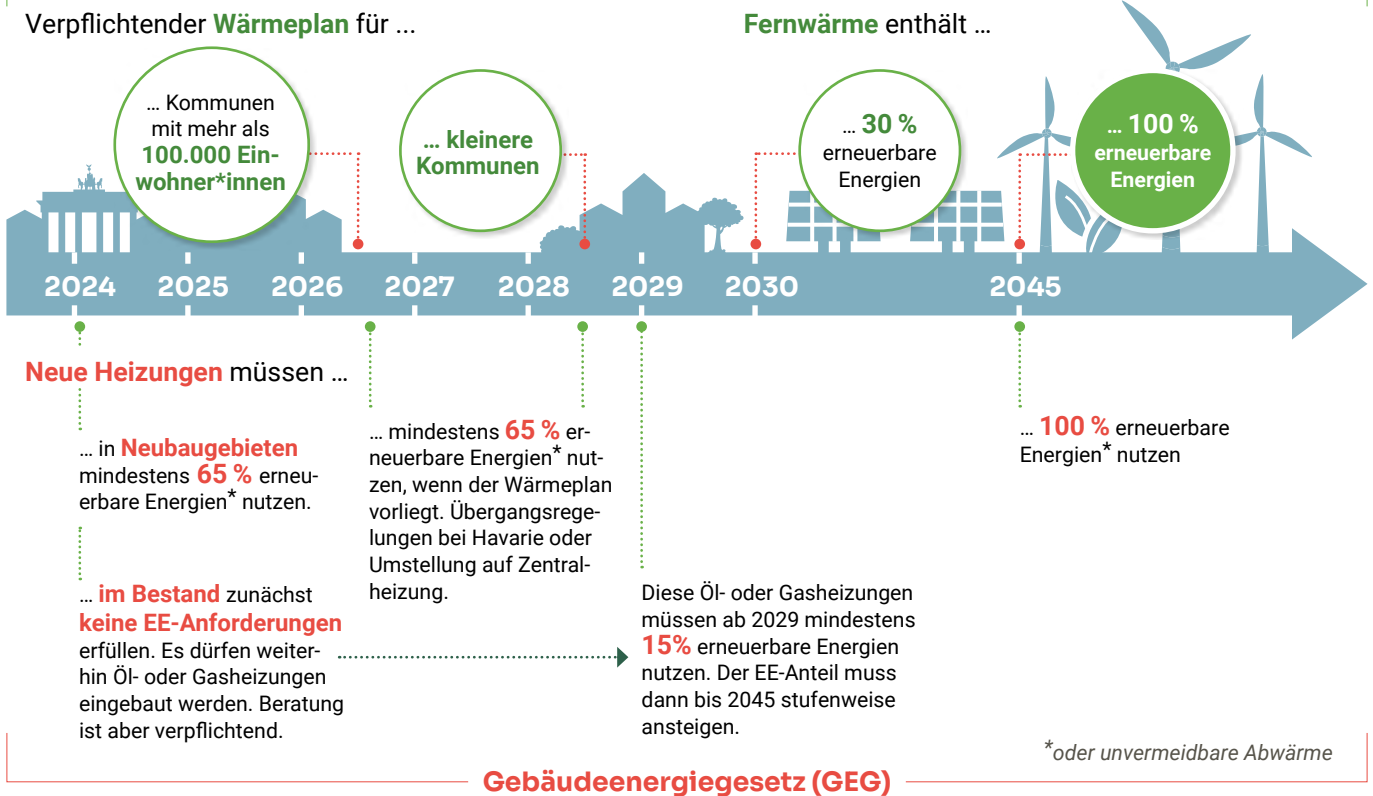 Verpflichtender Wärmeplan für ...
Fernwärme enthält ...
... Kommunen
mit mehr als
100.000 Ein-
wohner*innen
... kleinere
Kommunen
... 30 %
erneuerbare
Energien
... 100 %
erneuerbare
Energien
2024
2025
2026
2027
2028
2029
2030
2045
Neue Heizungen müssen ...
... in Neubaugebieten
mindestens 65 % erneu-
erbare Energien* nutzen.
... im Bestand zunächst
keine EE-Anforderungen
erfüllen. Es dürfen weiter-
hin Öl- oder Gasheizungen
eingebaut werden. Beratung
ist aber verpflichtend.
... mindestens 65 % er-
neuerbare Energien* nut-
zen, wenn der Wärmeplan
vorliegt. Übergangsrege-
lungen bei Havarie oder
Umstellung auf Zentral-
heizung.
Diese Öl- oder Gasheizungen
müssen ab 2029 mindestens
15% erneuerbare Energien
nutzen. Der EE-Anteil muss
dann bis 2045 stufenweise
ansteigen.
... 100 % erneuerbare
Energien* nutzen
*oder unvermeidbare Abwärme
Gebäudeenergiegesetz (GEG)